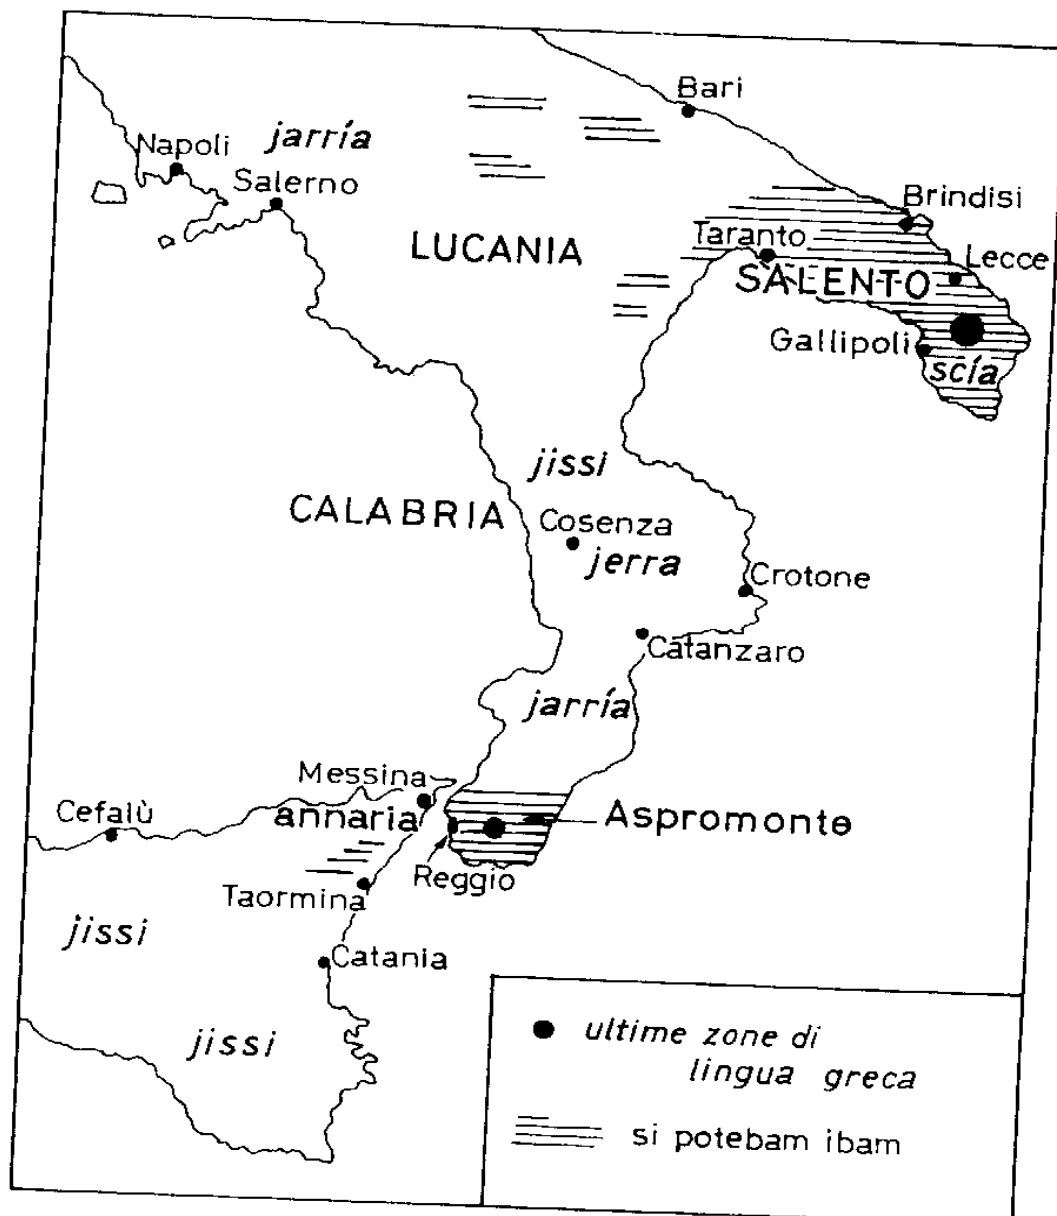 Bari
Napoli
jarría
Salerno
Brindisi
Taranto
LUCANIA
Lecce
SALENTO
Gallipoli
scía
jissi
CALABRIA
Cosenza
jerra
Crotone
Catanzaro
jarría
Messina
Cefalù
annaria
Aspromonte
Reggio
Taormina
jissi
Catania
jissi
ultime zone di
lingua greca
si potebam ibam